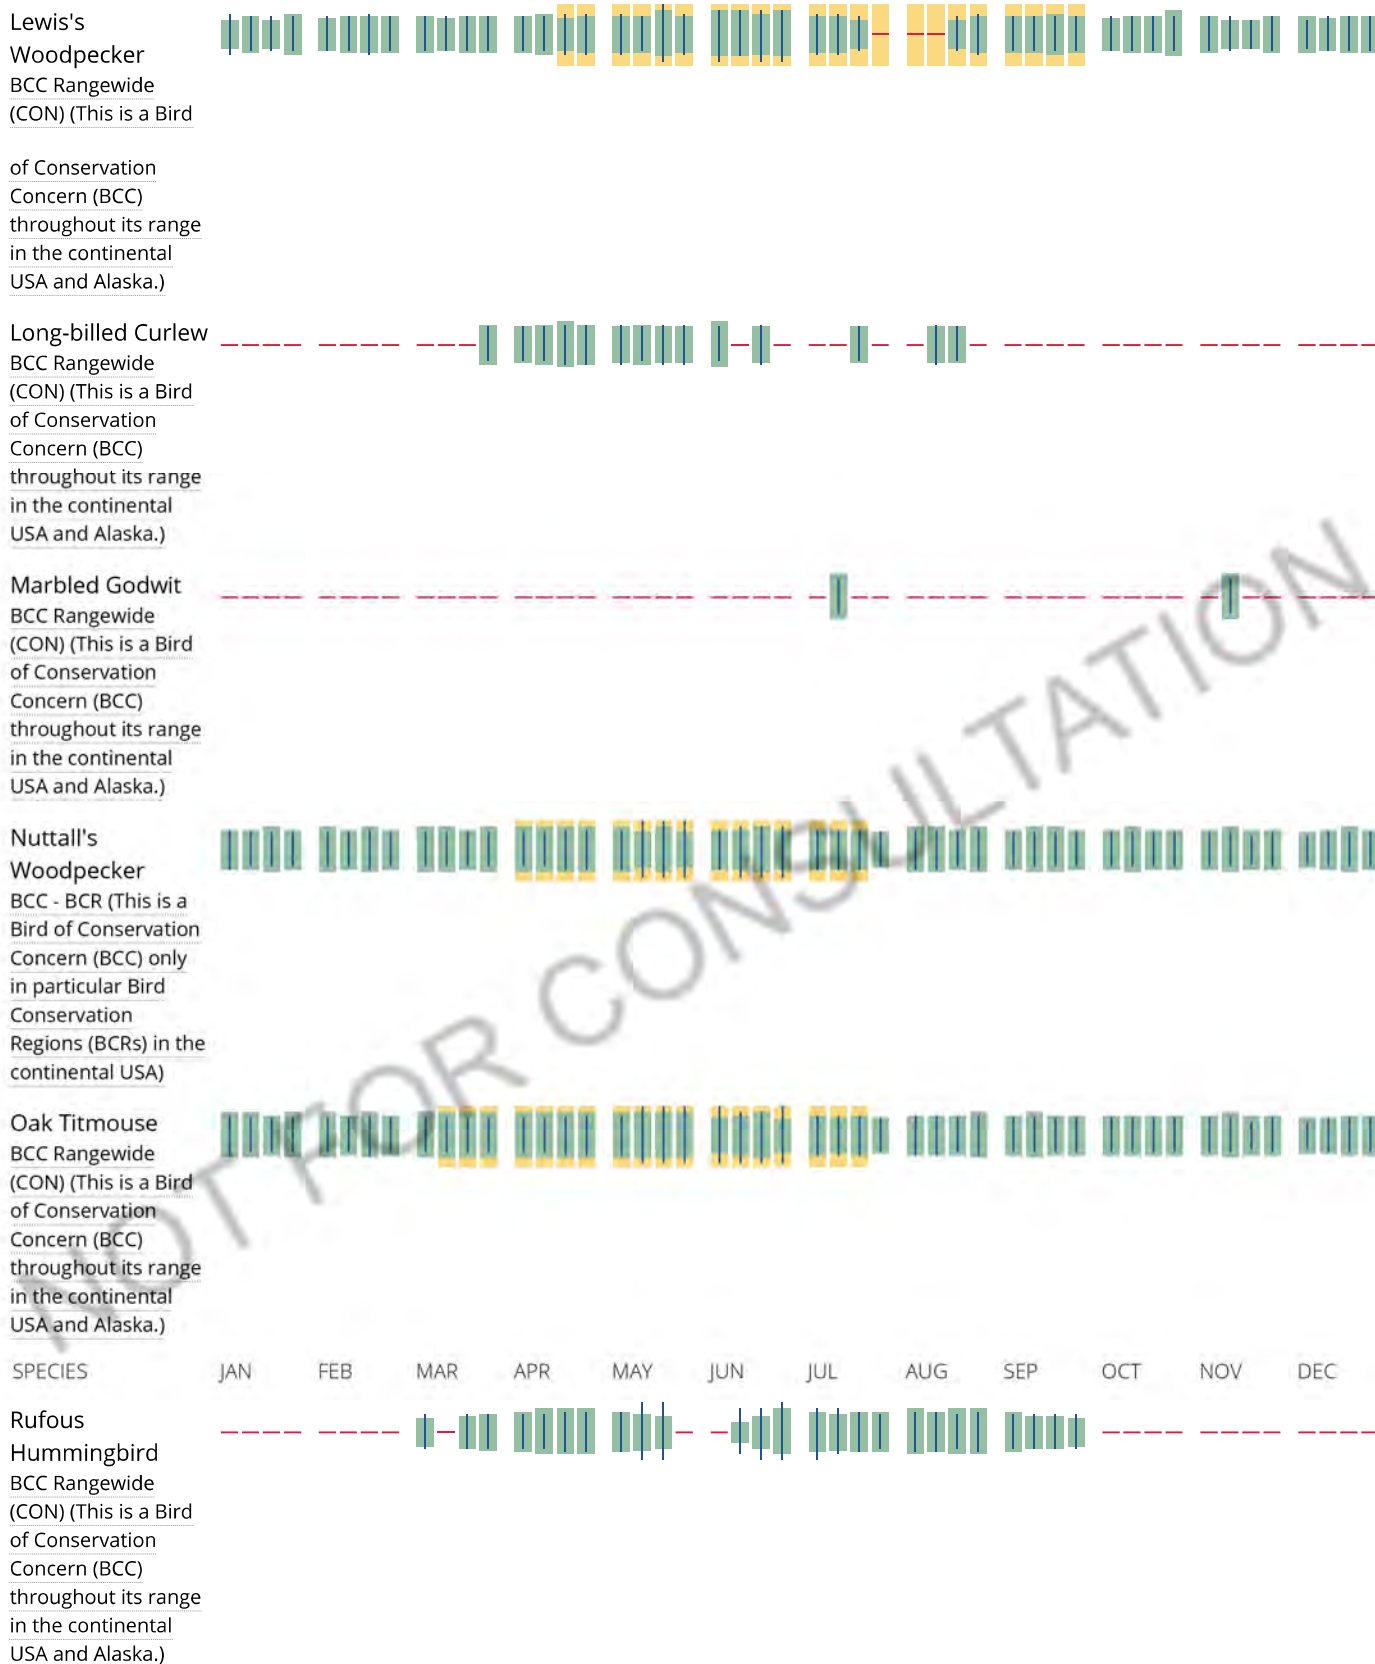 Lewis's
Woodpecker
BCC Rangewide
(CON) (This is a Bird
of Conservation
Concern (BCC)
throughout its range
in the continental
USA and Alaska.)
Long-billed Curlew
BCC Rangewide
(CON) (This is a Bird
of Conservation
Concern (BCC)
throughout its range
in the continental
USA and Alaska.)
Marbled Godwit
BCC Rangewide
(CON) (This is a Bird
of Conservation
Concern (BCC)
throughout its range
in the continental
USA and Alaska.)
Nuttall's
Woodpecker
BCC - BCR (This is a
Bird of Conservation
Concern (BCC) only
in particular Bird
Conservation
Regions (BCRs) in the
continental USA)
Oak Titmouse
BCC Rangewide
(CON) (This is a Bird
of Conservation
Concern (BCC)
throughout its range
in the continental
USA and Alaska.)
SPECIES JAN FEB MAR APR MAY JUN JUL AUG SEP OCT NOV DEC
Rufous
Hummingbird
BCC Rangewide
(CON) (This is a Bird
of Conservation
Concern (BCC)
throughout its range
in the continental
USA and Alaska.)
NOT FOR CONSULTATION